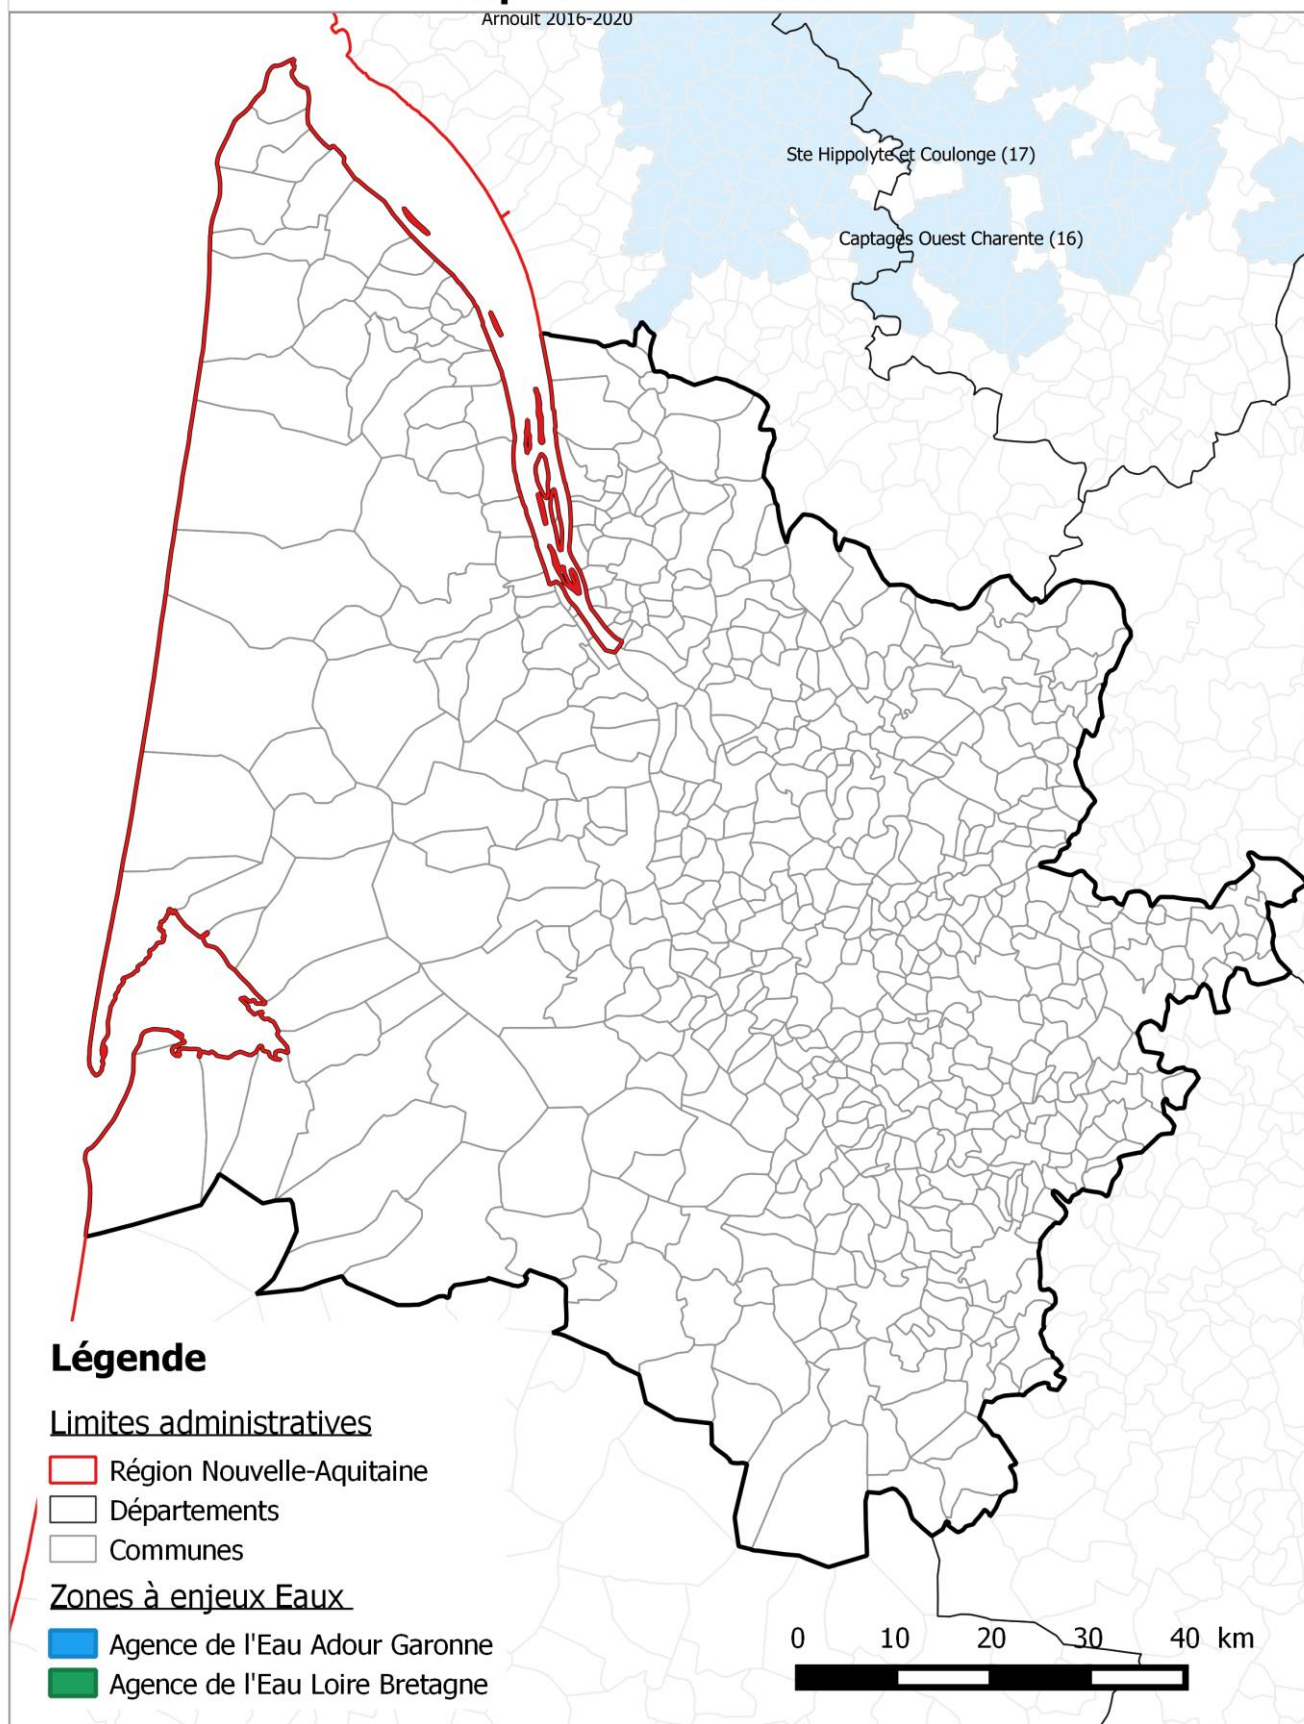 Arnoult 2016-2020
Ste Hippolyte et Coulonge (17)
Captages Ouest Charente (16)
Légende
Limites administratives
Région Nouvelle-Aquitaine
Départements
Communes
Zones à enjeux Eaux
Agence de l'Eau Adour Garonne
Agence de l'Eau Loire Bretagne
0 10 20 30 40 km